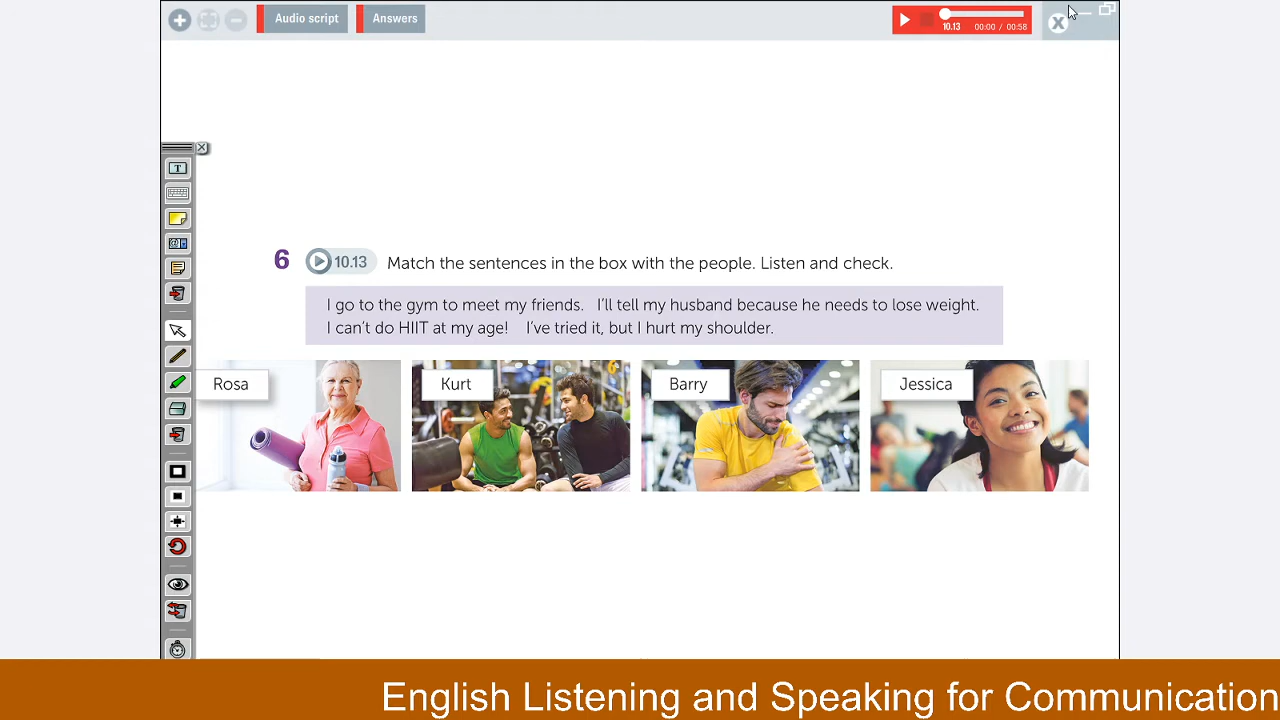 Audio script
Answers
10.13 00:00 / 00:58
X
T
6 10.13 Match the sentences in the box with the people. Listen and check.
I go to the gym to meet my friends. I'll tell my husband because he needs to lose weight.
I can't do HIIT at my age! I've tried it, but I hurt my shoulder.
Rosa
Kurt
Barry
Jessica
English Listening and Speaking for Communication